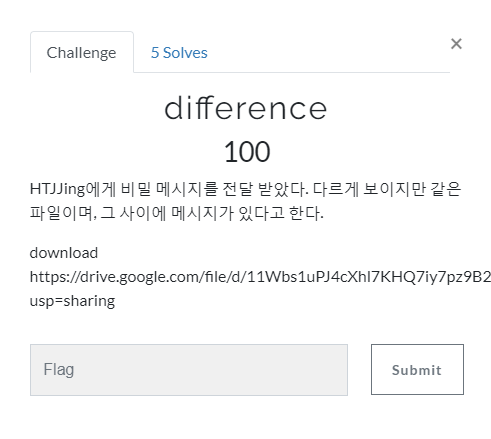 Challenge
5 Solves
×
difference
100
HTJJing에게 비밀 메시지를 전달 받았다. 다르게 보이지만 같은
파일이며, 그 사이에 메시지가 있다고 한다.
download
https://drive.google.com/file/d/11Wbs1uPJ4cXhl7KHQ7iy7pz9B2
usp=sharing
Flag
Submit